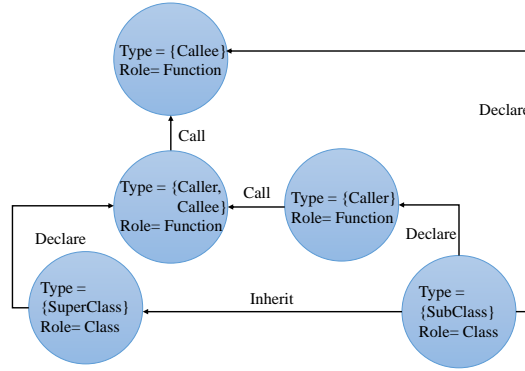 Type = {Callee}
Role= Function
Declare
Call
Type = {Caller,
Callee}
Role= Function
Call
Type = {Caller}
Role= Function
Declare
Declare
Type =
{SuperClass}
Role= Class
Inherit
Type =
{SubClass}
Role= Class